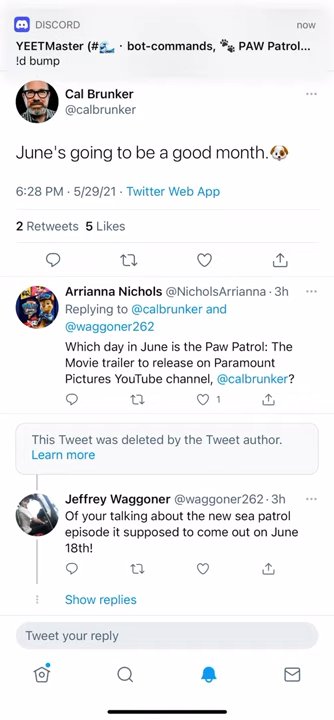 DISCORD
now
YEETMaster (#🌊 · bot-commands, 🐾 PAW Patrol...
!d bump
Cal Brunker
@calbrunker
June's going to be a good month.🐶
6:28 PM · 5/29/21 · Twitter Web App
2 Retweets 5 Likes
Arrianna Nichols @NicholsArrianna · 3h
Replying to @calbrunker and
@waggoner262
Which day in June is the Paw Patrol: The
Movie trailer to release on Paramount
Pictures YouTube channel, @calbrunker?
1
This Tweet was deleted by the Tweet author.
Learn more
Jeffrey Waggoner @waggoner262 · 3h
Of your talking about the new sea patrol
episode it supposed to come out on June
18th!
Show replies
Tweet your reply